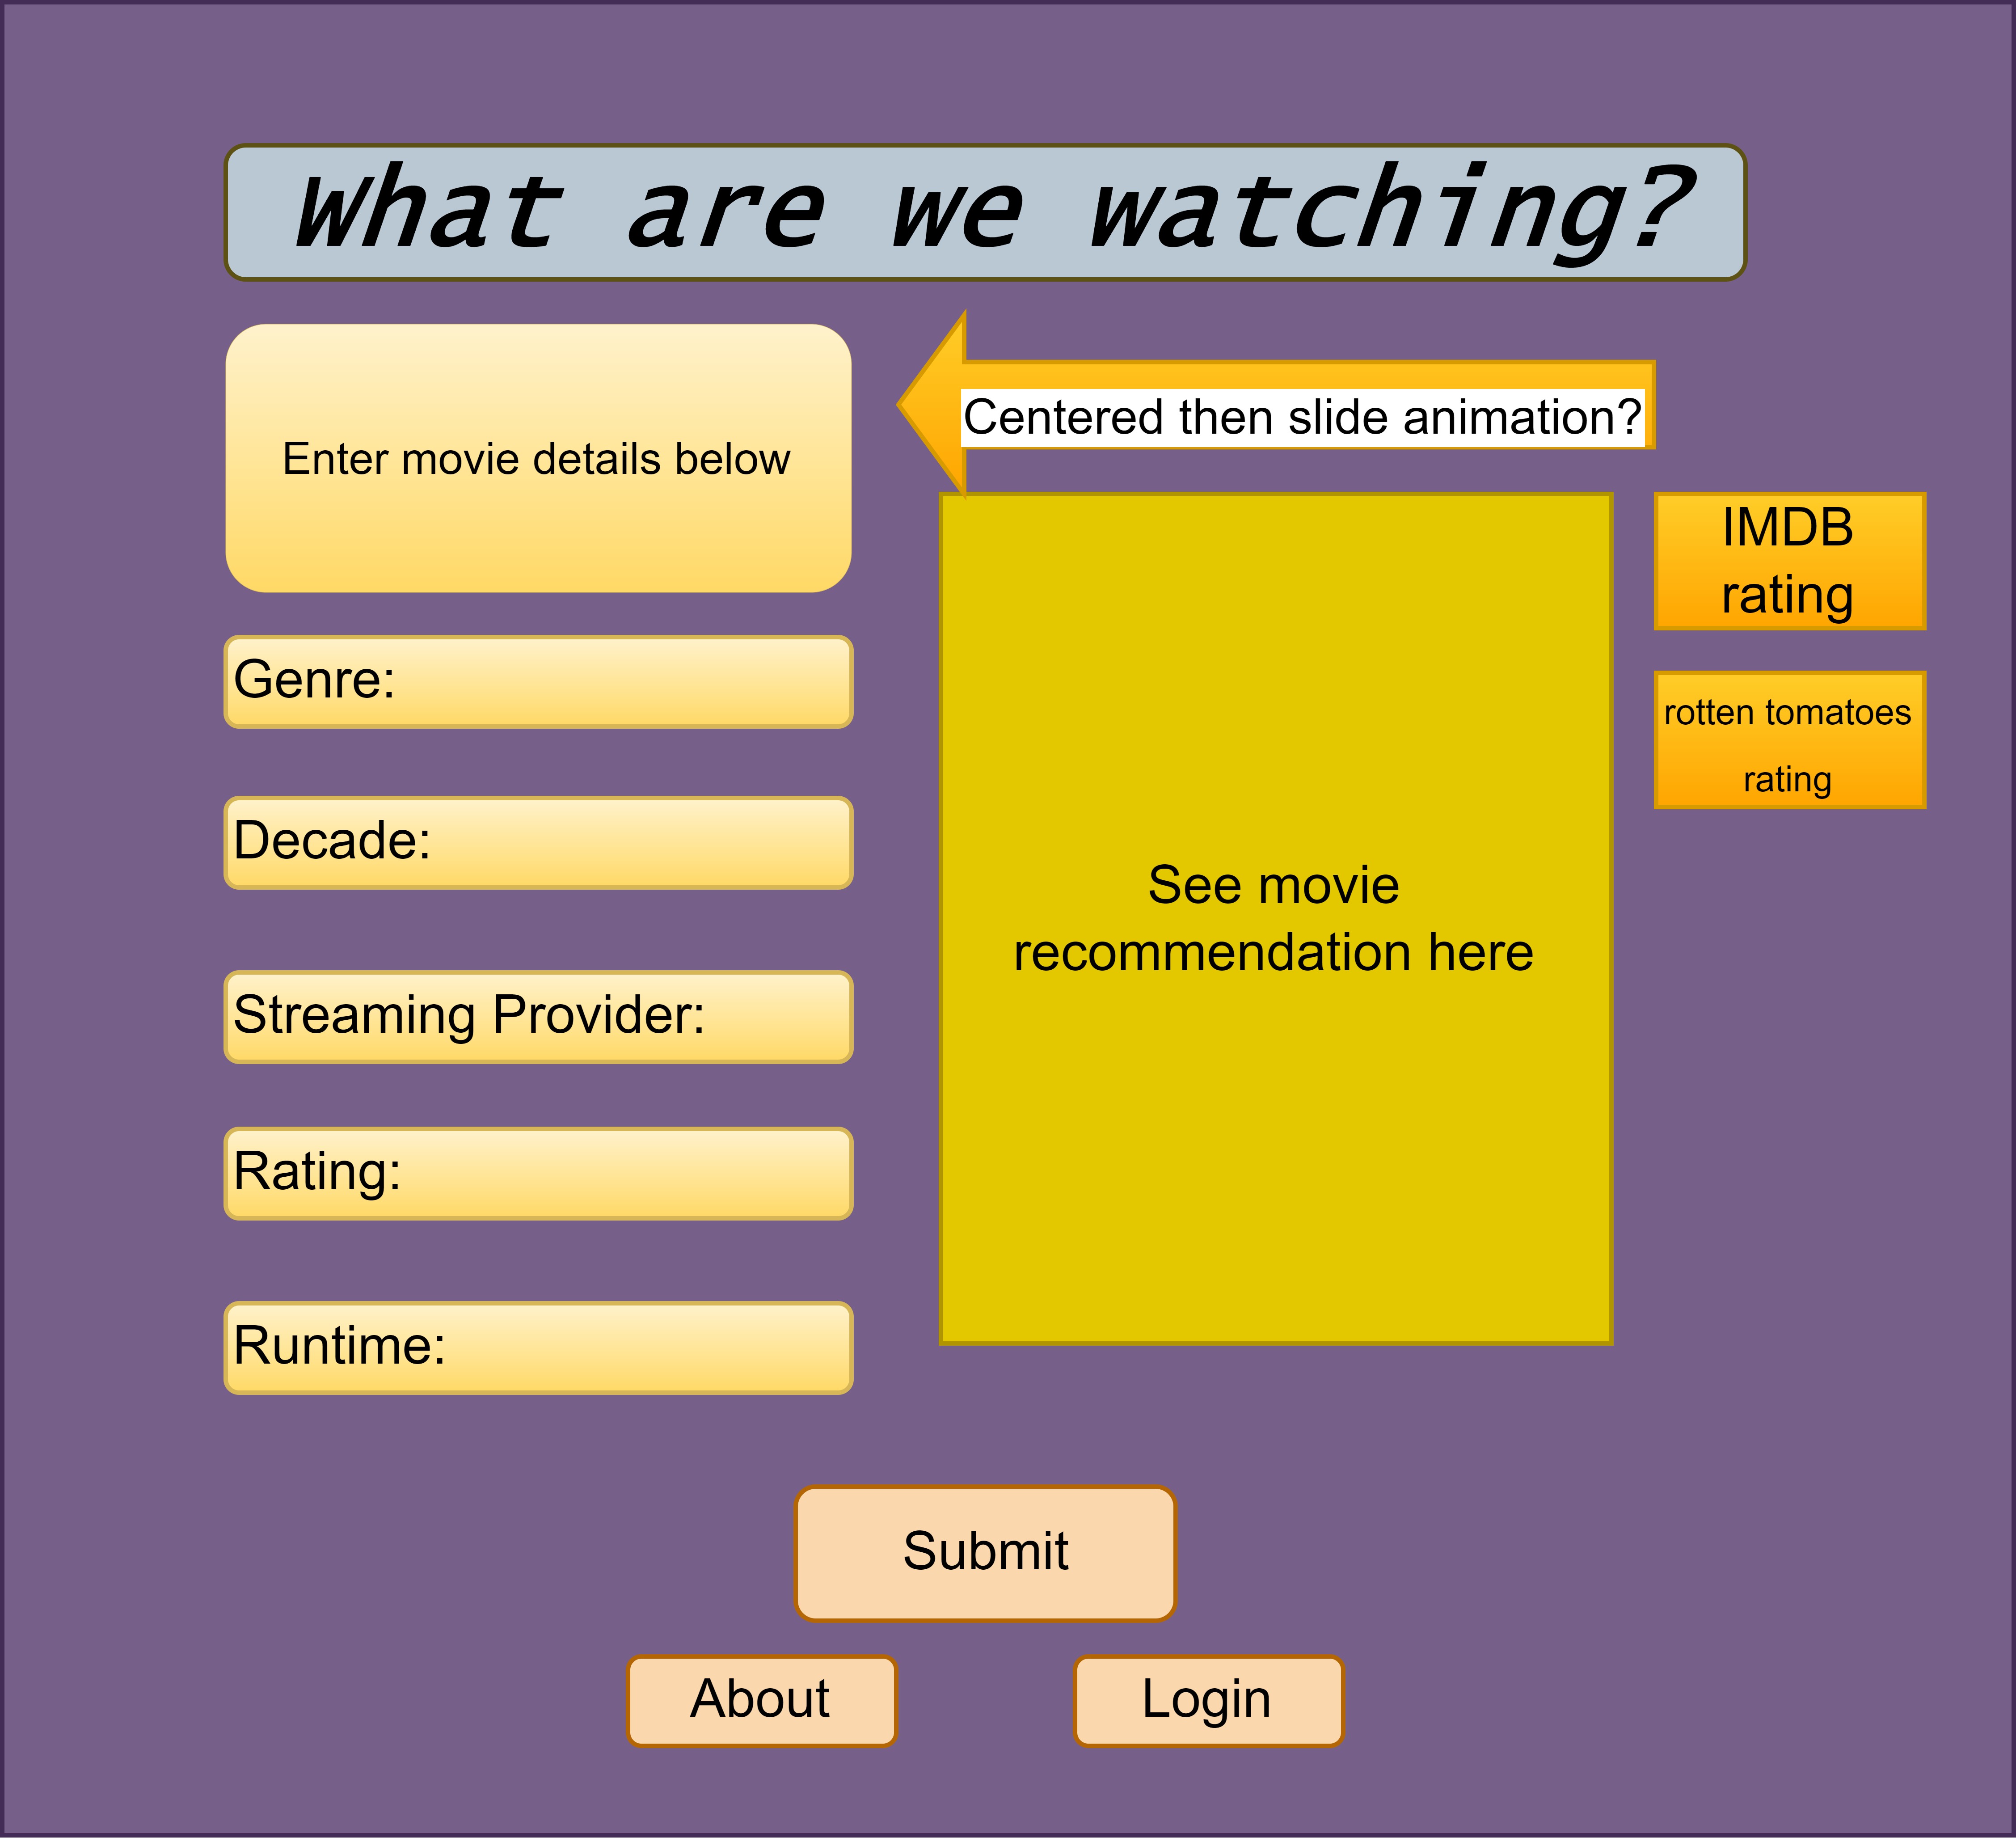 What are we watching?
Enter movie details below
Centered then slide animation?
Genre:
Decade:
Streaming Provider:
Rating:
Runtime:
See movie
recommendation here
IMDB
rating
rotten tomatoes
rating
Submit
About
Login